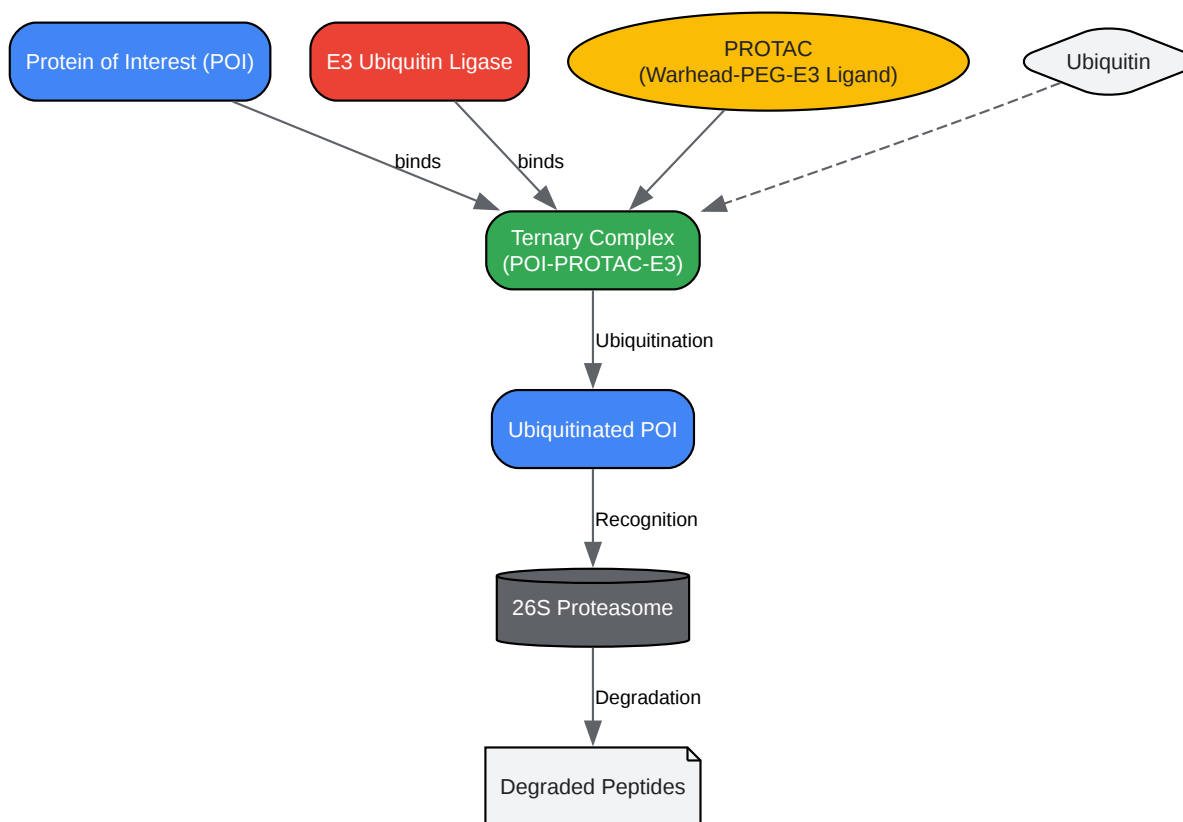 Protein of Interest (POI)
E3 Ubiquitin Ligase
PROTAC
(Warhead-PEG-E3 Ligand)
Ubiquitin
binds
binds
Ternary Complex
(POI-PROTAC-E3)
Ubiquitination
Ubiquitinated POI
Recognition
26S Proteasome
Degradation
Degraded Peptides